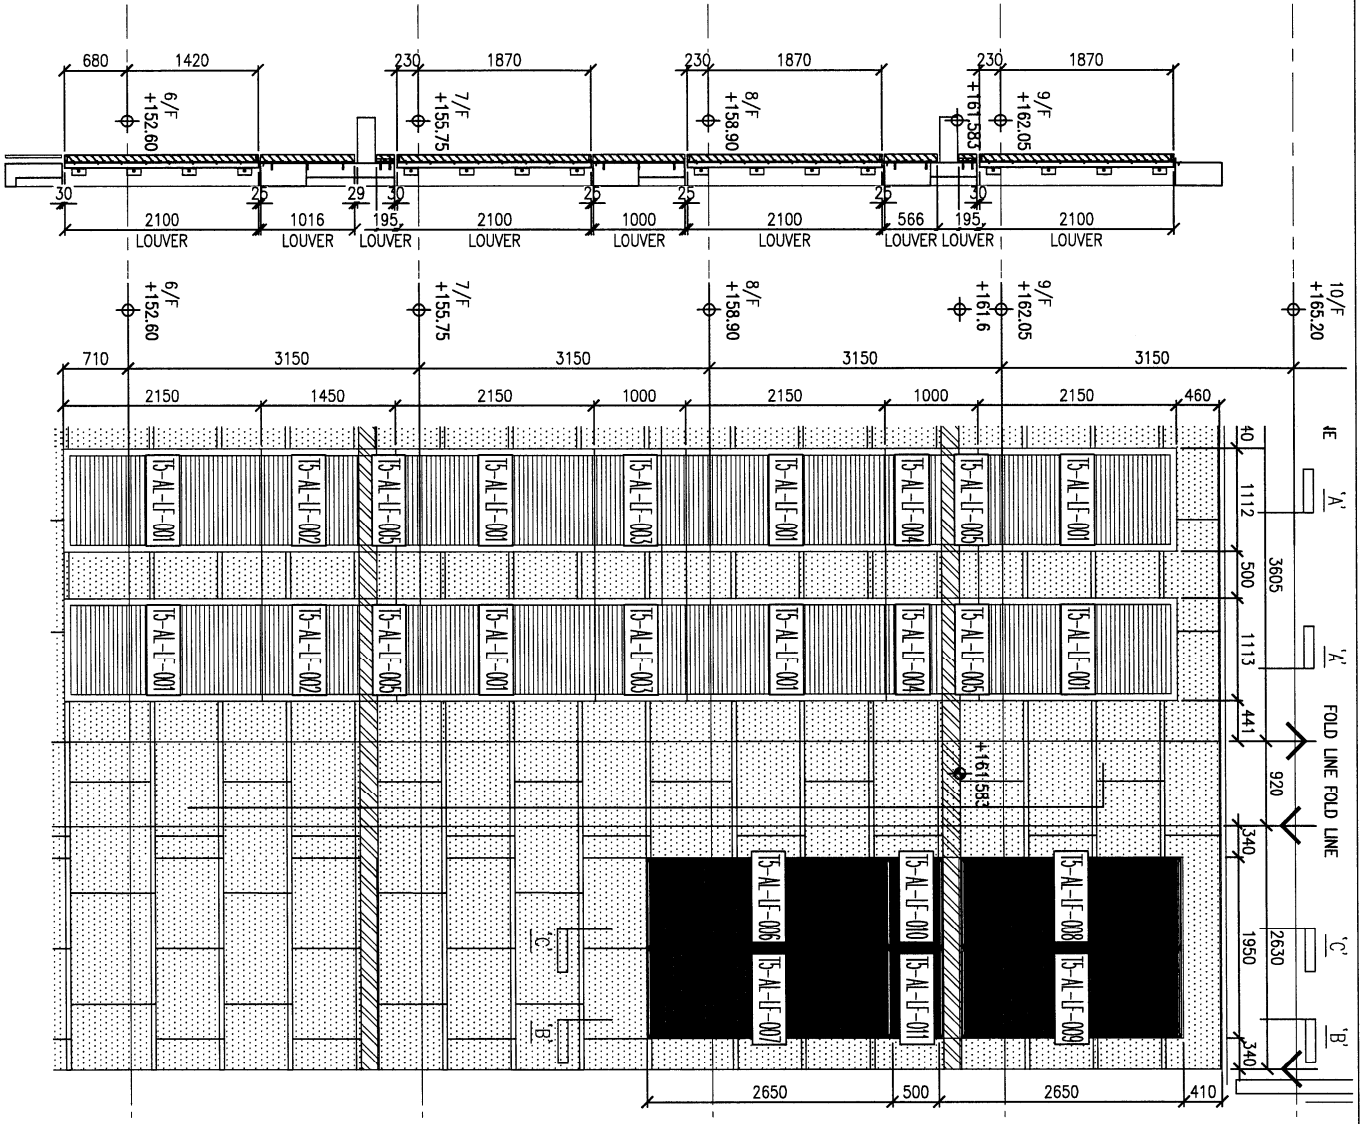 680
1420
230
1870
230
1870
230
1870
6/F
+152.60
7/F
+155.75
8/F
+158.90
+161.583
9/F
+162.05
30
25
29
30
25
25
25
30
2100
1016
195
2100
1000
2100
566
195
2100
LOUVER
LOUVER
LOUVER
LOUVER
LOUVER
LOUVER
LOUVER
LOUVER
LOUVER
6/F
+152.60
7/F
+155.75
8/F
+158.90
+161.6
9/F
+162.05
10/F
+165.20
710
3150
3150
3150
3150
2150
1450
2150
1000
2150
1000
2150
460
T5-AL-LF-001
T5-AL-LF-002
T5-AL-LF-005
T5-AL-LF-001
T5-AL-LF-003
T5-AL-LF-001
T5-AL-LF-004
T5-AL-LF-005
T5-AL-LF-001
T5-AL-LF-001
T5-AL-LF-002
T5-AL-LF-005
T5-AL-LF-001
T5-AL-LF-003
T5-AL-LF-001
T5-AL-LF-004
T5-AL-LF-005
T5-AL-LF-001
40
1112
500
1113
441
3605
920
340
1950
340
2630
'A'
'A'
FOLD LINE
FOLD LINE
'C'
'B'
+161.583
T5-AL-LF-006
T5-AL-LF-010
T5-AL-LF-008
T5-AL-LF-007
T5-AL-LF-011
T5-AL-LF-009
'C'
'B'
2650
500
2650
410